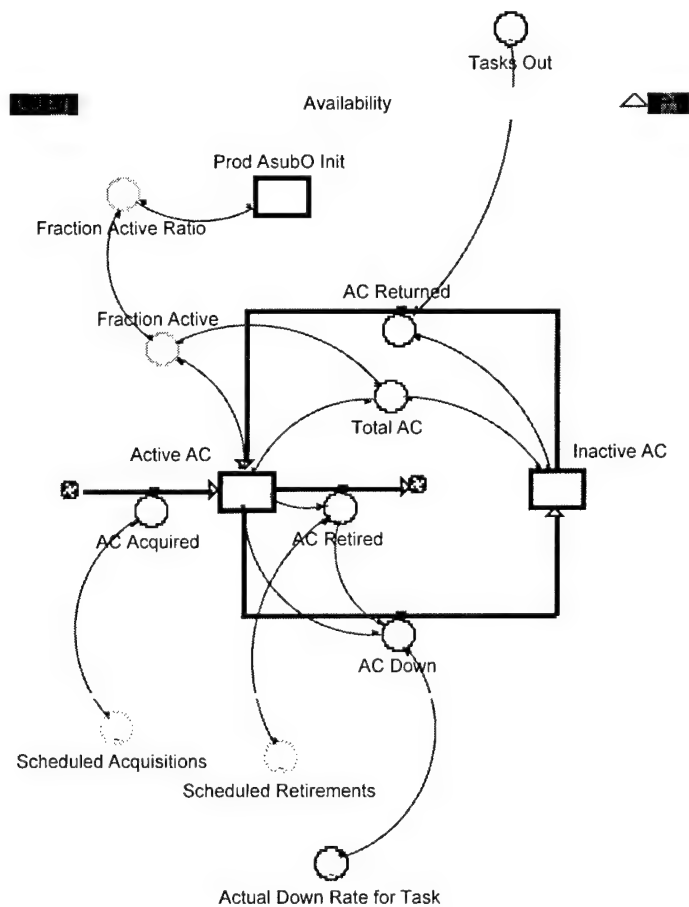 Tasks Out
Availability
Prod AsubO Init
Fraction Active Ratio
AC Returned
Fraction Active
Total AC
Active AC
Inactive AC
AC Acquired
AC Retired
AC Down
Scheduled Acquisitions
Scheduled Retirements
Actual Down Rate for Task